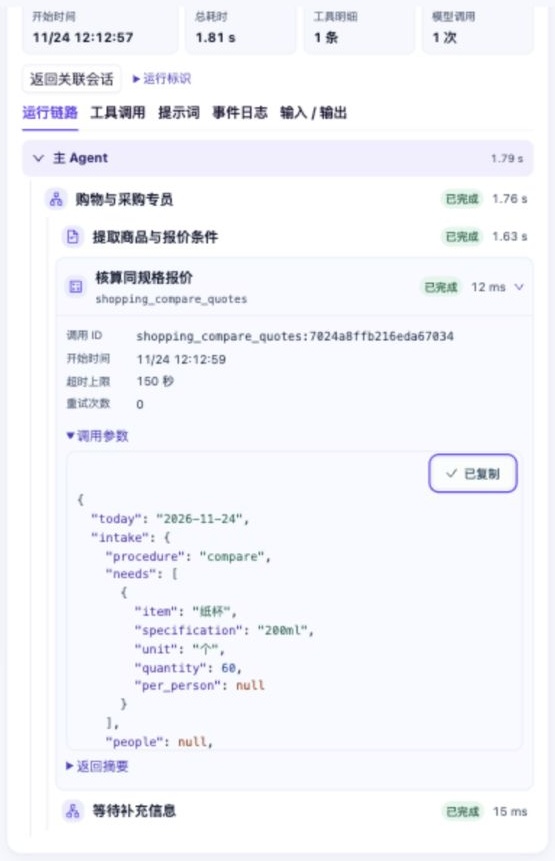 开始时间 总耗时 工具明细 模型调用
11/24 12:12:57 1.81 s 1 条 1 次
返回关联会话 ▶运行标识
运行链路 工具调用 提示词 事件日志 输入 / 输出
主 Agent 1.79 s
购物与采购专员 已完成 1.76 s
提取商品与报价条件 已完成 1.63 s
核算同规格报价 已完成 12 ms
shopping_compare_quotes
调用 ID shopping_compare_quotes:7024a8ffb216eda67034
开始时间 11/24 12:12:59
超时上限 150 秒
重试次数 0
▼调用参数
✓ 已复制
{
"today": "2026-11-24",
"intake": {
"procedure": "compare",
"needs": [
{
"item": "纸杯",
"specification": "200ml",
"unit": "个",
"quantity": 60,
"per_person": null
}
],
"people": null,
▶返回摘要
等待补充信息 已完成 15 ms